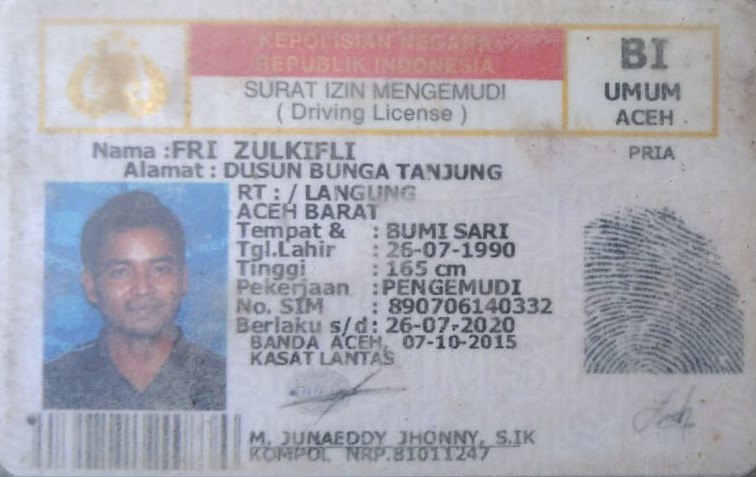 KEPOLISIAN NEGARA
REPUBLIK INDONESIA
SURAT IZIN MENGEMUDI
( Driving License )
BI
UMUM
ACEH
PRIA
Nama :FRI ZULKIFLI
Alamat : DUSUN BUNGA TANJUNG
RT : / LANGUNG
ACEH BARAT
Tempat & : BUMI SARI
Tgl.Lahir : 26-07-1990
Tinggi : 165 cm
Pekerjaan :PENGEMUDI
No. SIM : 890706140332
Berlaku s/d : 26-07-2020
BANDA ACEH, 07-10-2015
KASAT LANTAS
M. JUNAEDDY JHONNY, S.IK
KOMPOL NRP.81011247